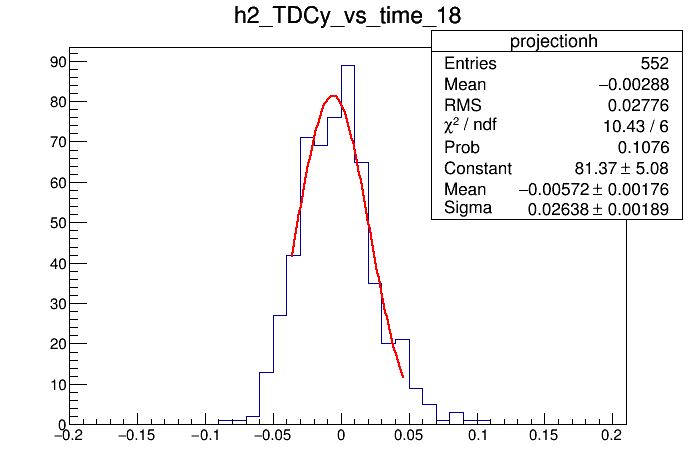 h2_TDCy_vs_time_18
projectionh
Entries 552
Mean −0.00288
RMS 0.02776
χ² / ndf 10.43 / 6
Prob 0.1076
Constant 81.37 ± 5.08
Mean −0.00572 ± 0.00176
Sigma 0.02638 ± 0.00189
90
80
70
60
50
40
30
20
10
0
−0.2 −0.15 −0.1 −0.05 0 0.05 0.1 0.15 0.2